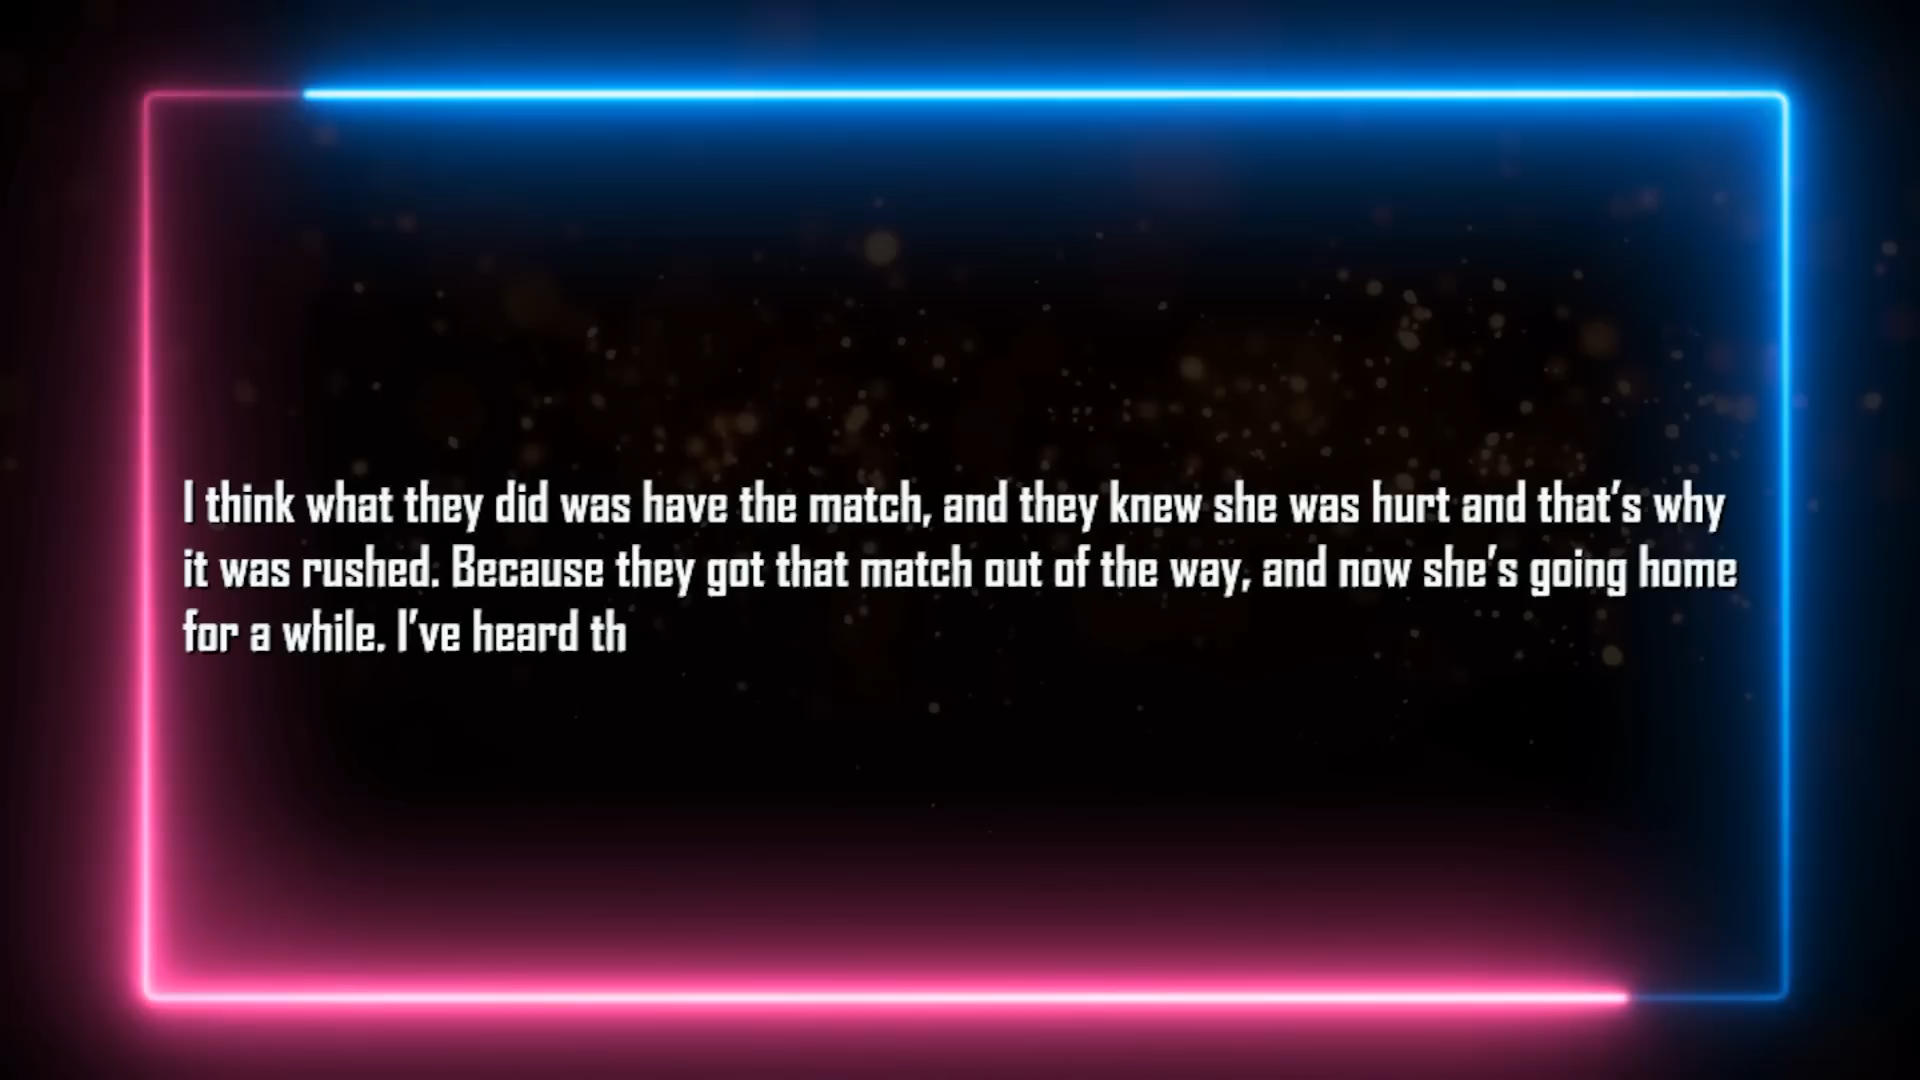 I think what they did was have the match, and they knew she was hurt and that’s why
it was rushed. Because they got that match out of the way, and now she’s going home
for a while. I’ve heard th